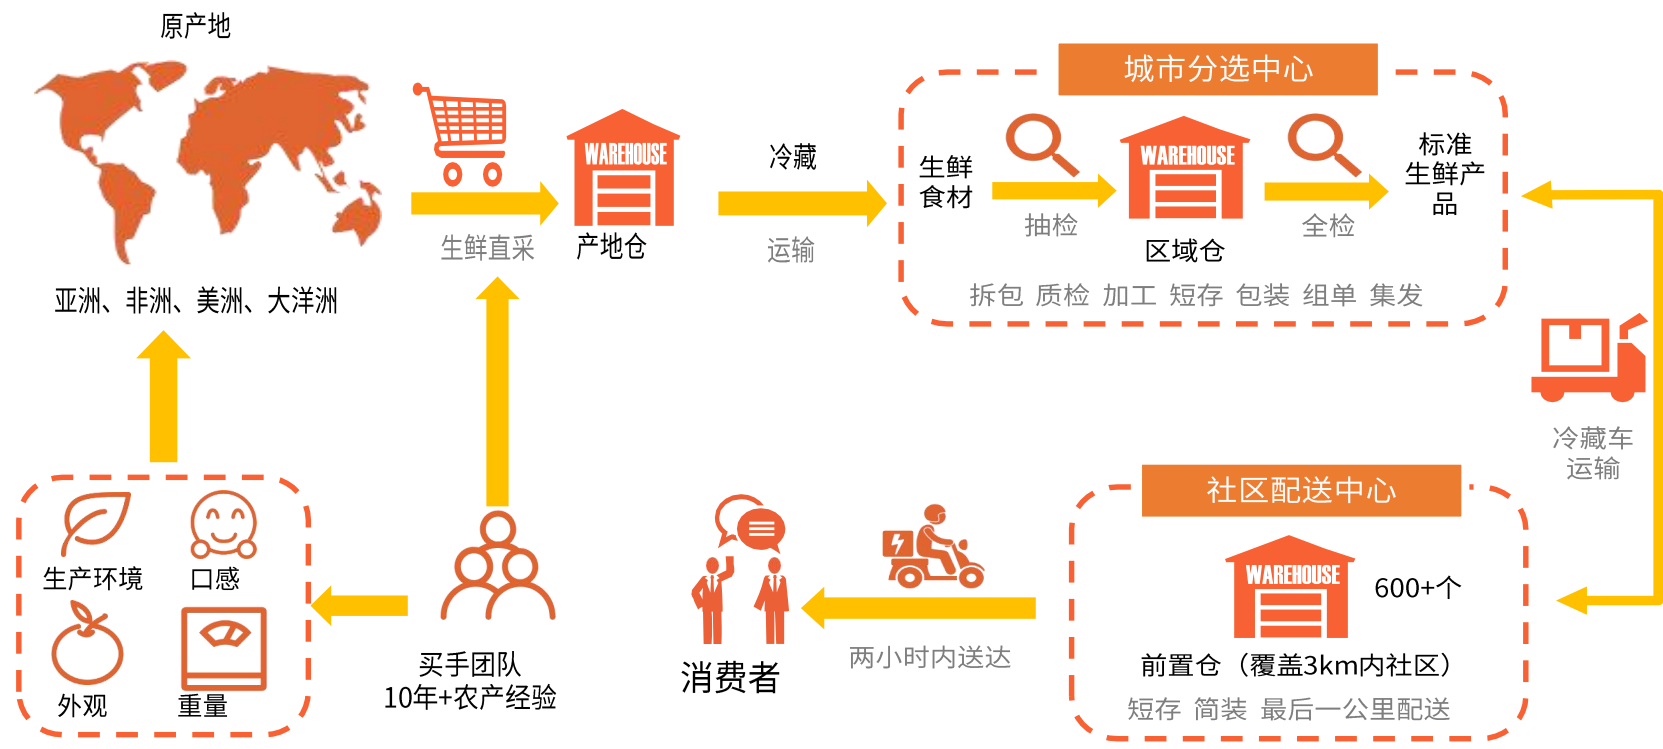 原产地
亚洲、非洲、美洲、大洋洲
生鲜直采
WAREHOUSE
产地仓
冷藏
运输
城市分选中心
生鲜
食材
抽检
WAREHOUSE
区域仓
全检
标准
生鲜产
品
拆包 质检 加工 短存 包装 组单 集发
冷藏车
运输
社区配送中心
WAREHOUSE
600+个
前置仓（覆盖3km内社区）
短存 简装 最后一公里配送
两小时内送达
消费者
买手团队
10年+农产经验
生产环境
口感
外观
重量